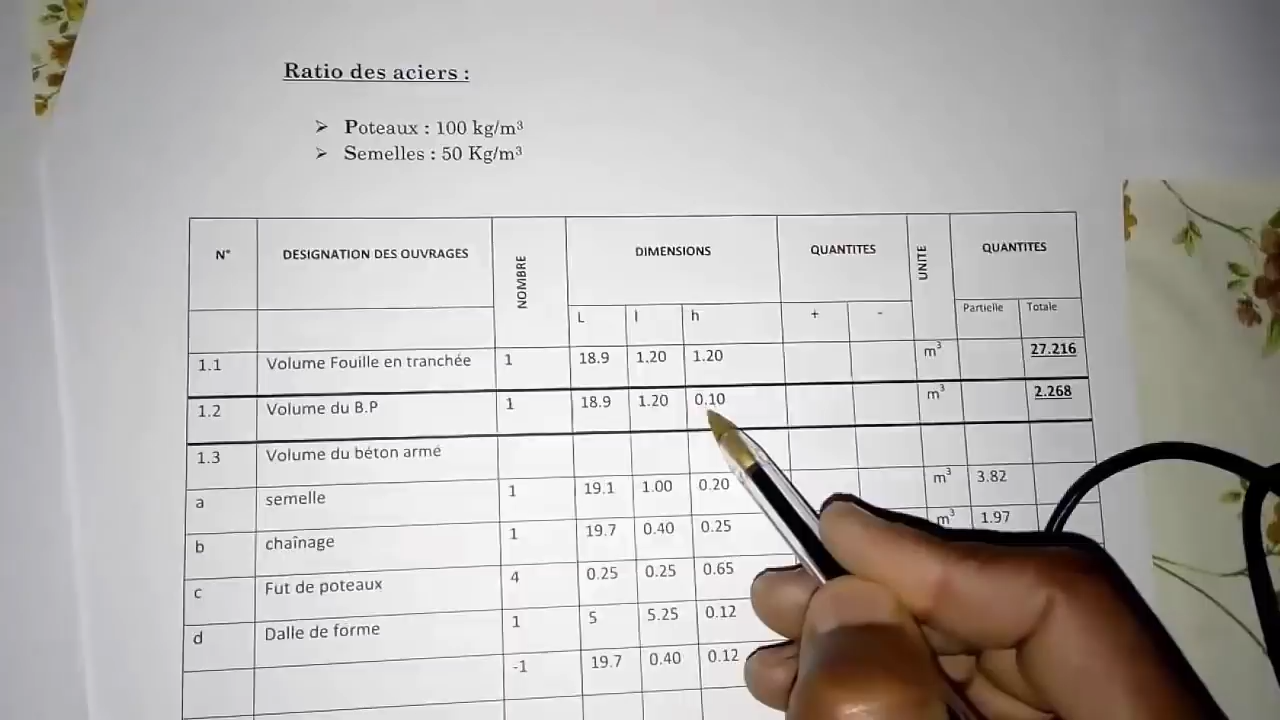 Ratio des aciers :
➢ Poteaux : 100 kg/m³
➢ Semelles : 50 Kg/m³
N° DESIGNATION DES OUVRAGES NOMBRE DIMENSIONS QUANTITES UNITE QUANTITES
L l h + - Partielle Totale
1.1 Volume Fouille en tranchée 1 18.9 1.20 1.20 m³ 27.216
1.2 Volume du B.P 1 18.9 1.20 0.10 m³ 2.268
1.3 Volume du béton armé
a semelle 1 19.1 1.00 0.20 m³ 3.82
b chaînage 1 19.7 0.40 0.25 m³ 1.97
c Fut de poteaux 4 0.25 0.25 0.65
d Dalle de forme 1 5 5.25 0.12
-1 19.7 0.40 0.12